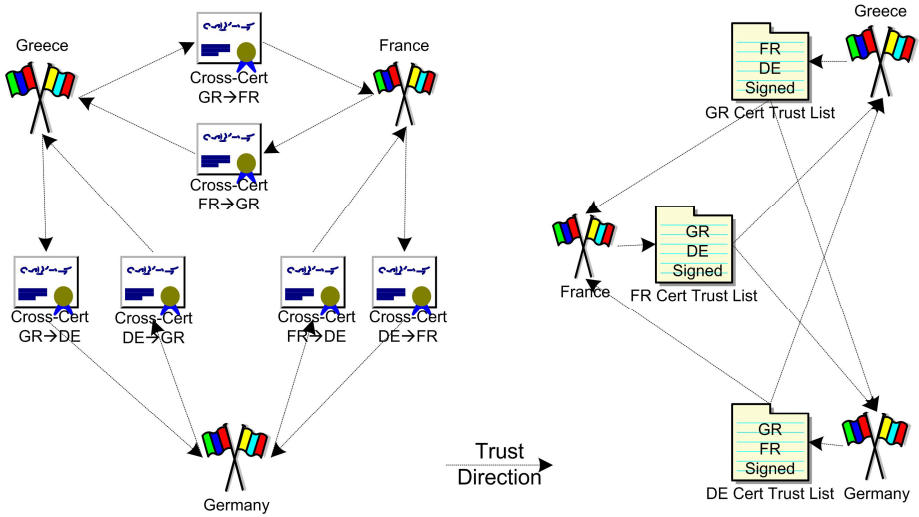 Greece
Cross-Cert
GR→FR
France
Cross-Cert
FR→GR
Cross-Cert
GR→DE
Cross-Cert
DE→GR
Cross-Cert
FR→DE
Cross-Cert
DE→FR
Germany
Trust
Direction
Greece
FR
DE
Signed
GR Cert Trust List
France
GR
DE
Signed
FR Cert Trust List
GR
FR
Signed
DE Cert Trust List
Germany